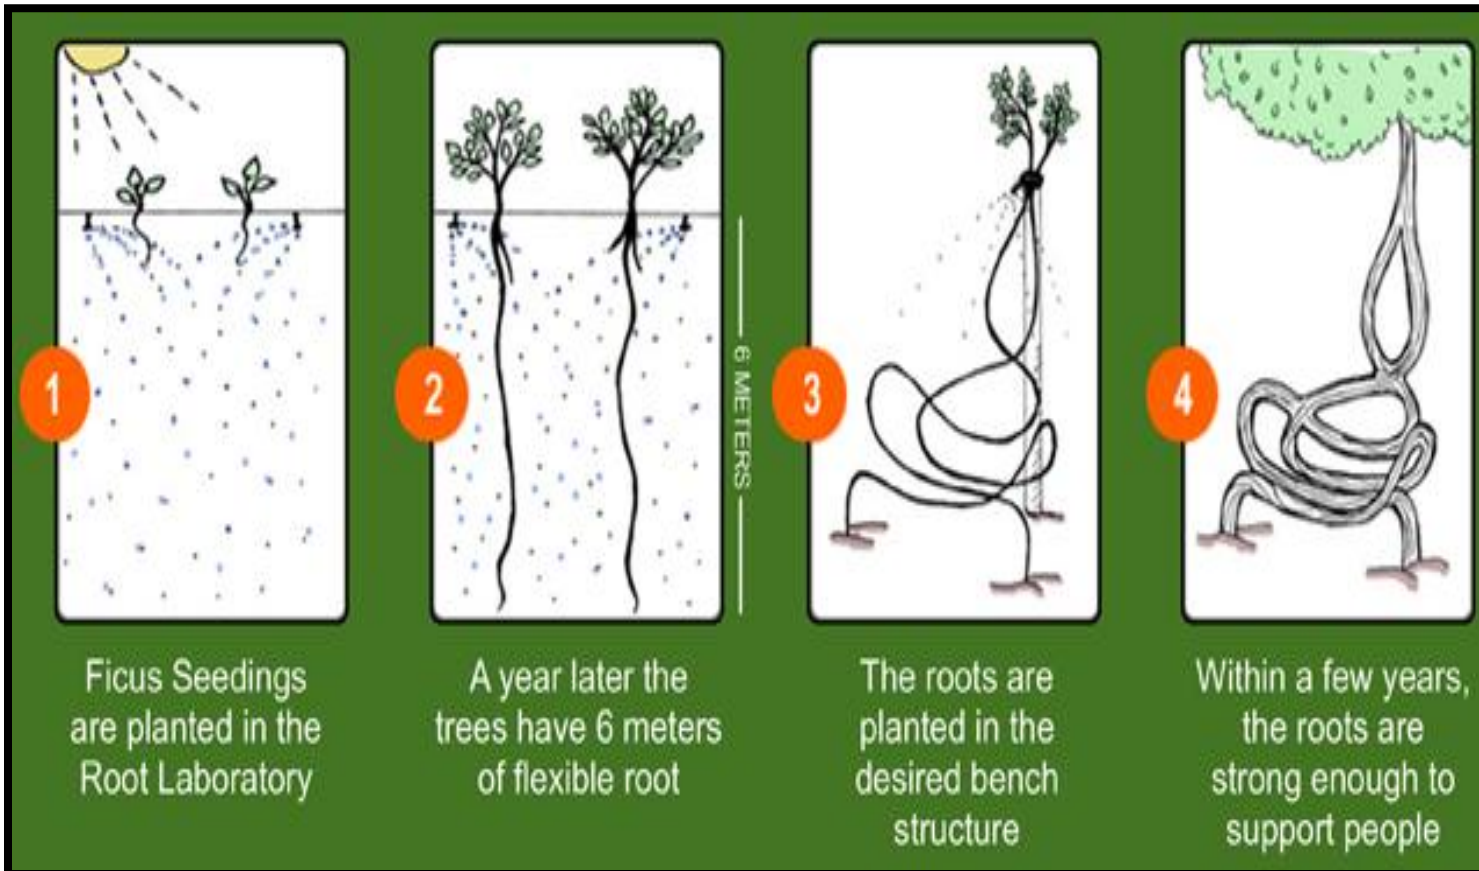 1
Ficus Seedings
are planted in the
Root Laboratory
2
6 METERS
A year later the
trees have 6 meters
of flexible root
3
The roots are
planted in the
desired bench
structure
4
Within a few years,
the roots are
strong enough to
support people